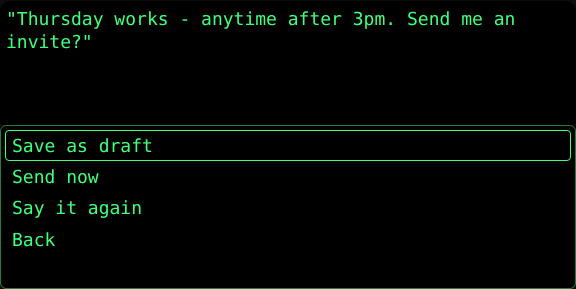 "Thursday works - anytime after 3pm. Send me an
invite?"
Save as draft
Send now
Say it again
Back